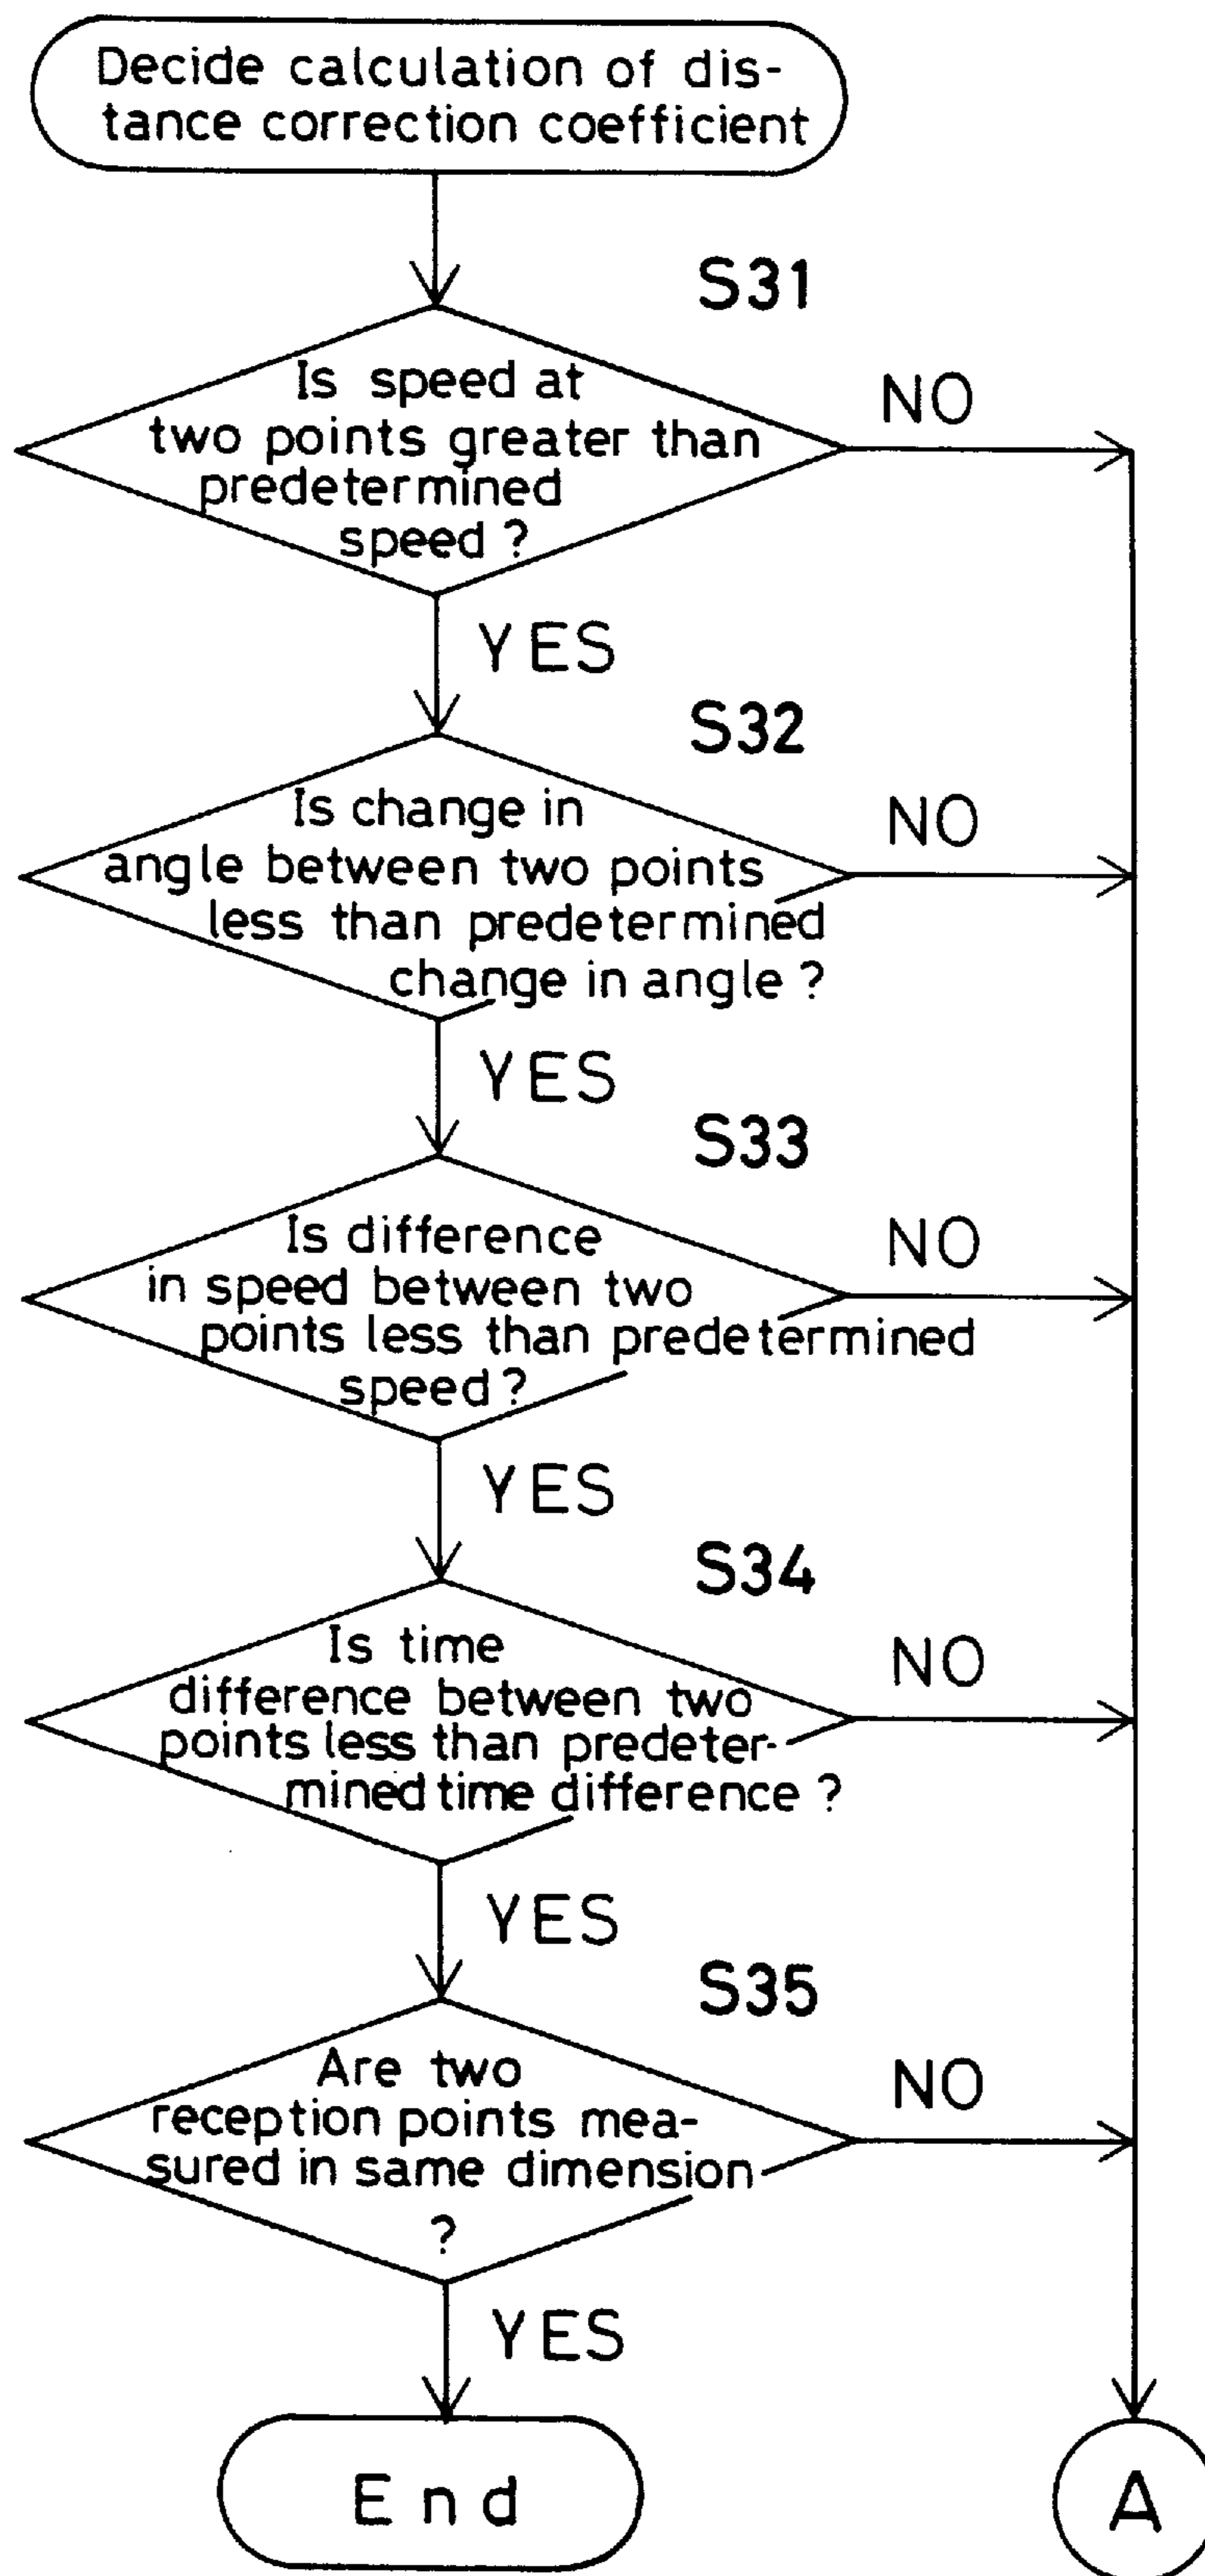 Decide calculation of dis-
tance correction coefficient
S31
Is speed at
two points greater than
predetermined
speed ?
NO
YES
S32
Is change in
angle between two points
less than predetermined
change in angle ?
NO
YES
S33
Is difference
in speed between two
points less than predetermined
speed ?
NO
YES
S34
Is time
difference between two
points less than predeter-
mined time difference ?
NO
YES
S35
Are two
reception points mea-
sured in same dimension
?
NO
YES
End
A